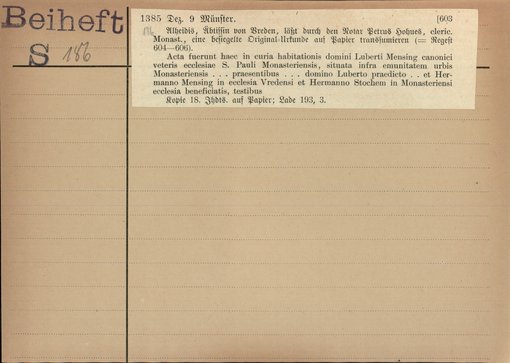 Beiheft
S 186
1385 Dez. 9 Münster. [603
Alheidis, Äbtissin von Vreden, läßt durch den Notar Petrus, cleric.
Monast., eine besiegelte Original-Urkunde auf Papier transsumieren (= Regest
604—606).
Acta fuerunt haec in curia habitationis domini Luberti Mensing canonici
veteris ecclesiae S. Pauli Monasteriensis, situata infra emunitatem urbis
Monasteriensis . . . praesentibus . . . domino Luberto praedicto . . et Her-
manno Mensing in ecclesia Vredensi et Hermanno Stochem in Monasteriensi
ecclesia beneficiatis, testibus
Kopie 18. Jhdts. auf Papier; Lade 193, 3.